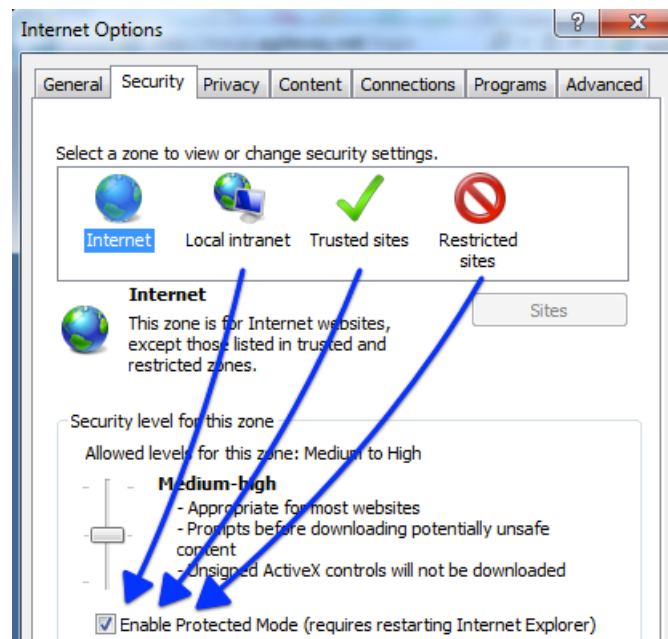 Internet Options
General Security Privacy Content Connections Programs Advanced
Select a zone to view or change security settings.
Internet Local intranet Trusted sites Restricted
sites
Internet
Sites
This zone is for Internet websites,
except those listed in trusted and
restricted zones.
Security level for this zone
Allowed levels for this zone: Medium to High
Medium-high
- Appropriate for most websites
- Prompts before downloading potentially unsafe
content
- Unsigned ActiveX controls will not be downloaded
Enable Protected Mode (requires restarting Internet Explorer)